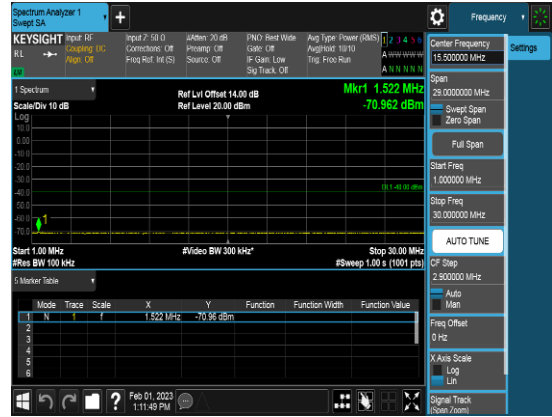 Spectrum Analyzer 1
Swept SA
Frequency
KEYSIGHT
RL
Input: RF
Coupling: DC
Align: Off
Input Z: 50 Ω
Corrections: Off
Freq Ref: Int (S)
#Atten: 20 dB
Preamp: Off
Source: Off
PNO: Best Wide
Gate: Off
IF Gain: Low
Sig Track: Off
Avg Type: Power (RMS)
Avg|Hold: 10/10
Trig: Free Run
1 2 3 4 5 6
A W W W W W
A N N N N N
1 Spectrum
Scale/Div 10 dB
Log
Ref Lvl Offset 14.00 dB
Ref Level 20.00 dBm
Mkr1 1.522 MHz
-70.962 dBm
10.0
0.00
-10.0
-20.0
-30.0
-40.0
-50.0
-60.0
-70.0
DL1 -40.00 dBm
1
Start 1.00 MHz
#Res BW 100 kHz
#Video BW 300 kHz*
Stop 30.00 MHz
#Sweep 1.00 s (1001 pts)
5 Marker Table
Mode Trace Scale X Y Function Function Width Function Value
1 N 1 f 1.522 MHz -70.96 dBm
2
3
4
5
6
Feb 01, 2023
1:11:49 PM
Center Frequency
15.500000 MHz
Settings
Span
29.0000000 MHz
Swept Span
Zero Span
Full Span
Start Freq
1.000000 MHz
Stop Freq
30.000000 MHz
AUTO TUNE
CF Step
2.900000 MHz
Auto
Man
Freq Offset
0 Hz
X Axis Scale
Log
Lin
Signal Track
(Span Zoom)